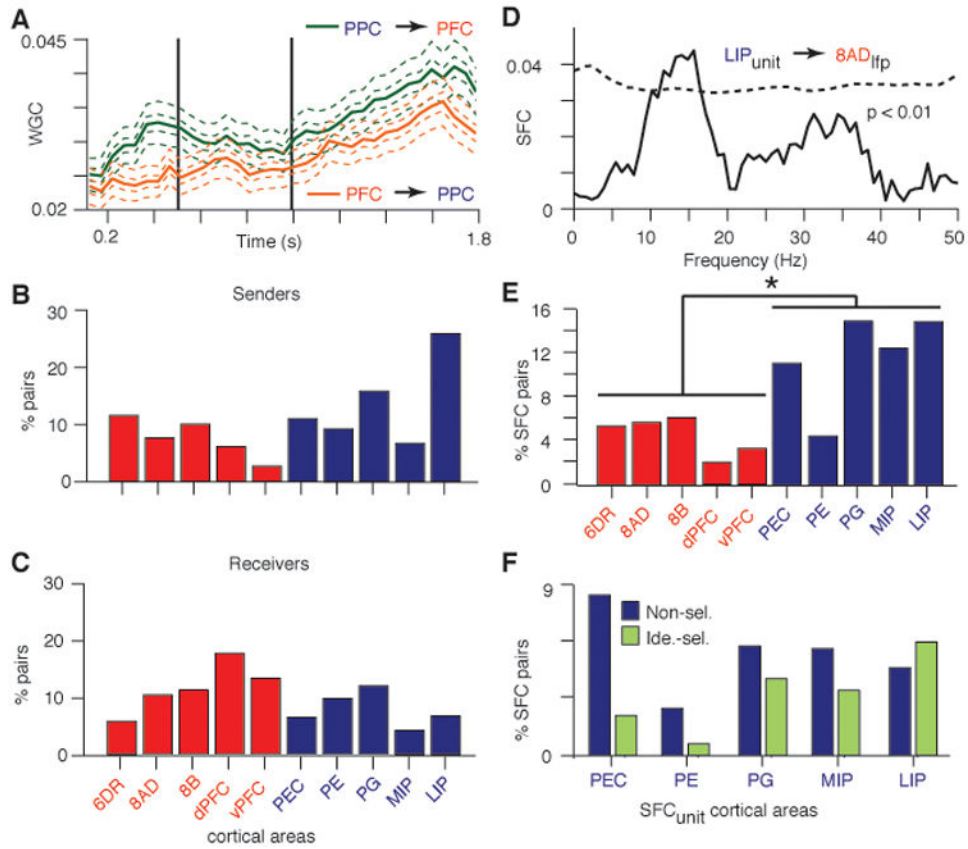 A
0.045
PPC → PFC
WGC
PFC → PPC
0.02
0.2
Time (s)
1.8
B
Senders
30
20
10
0
% pairs
C
Receivers
30
20
10
0
% pairs
6DR 8AD 8B dPFC vPFC PEC PE PG MIP LIP
cortical areas
D
LIPunit → 8ADlfp
0.04
p < 0.01
SFC
0
0 10 20 30 40 50
Frequency (Hz)
E
*
16
12
8
4
0
% SFC pairs
6DR 8AD 8B dPFC vPFC PEC PE PG MIP LIP
F
9
Non-sel.
Ide.-sel.
% SFC pairs
0
PEC PE PG MIP LIP
SFCunit cortical areas